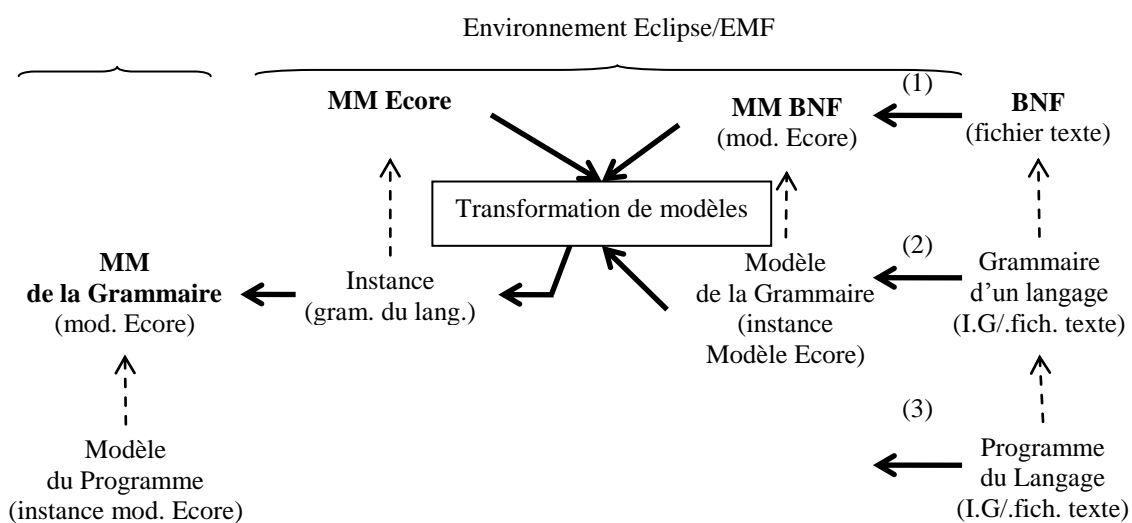 Environnement Eclipse/EMF
MM Ecore
MM BNF
(mod. Ecore)
(1)
BNF
(fichier texte)
Transformation de modèles
MM
de la Grammaire
(mod. Ecore)
Instance
(gram. du lang.)
Modèle
de la Grammaire
(instance
Modèle Ecore)
(2)
Grammaire
d’un langage
(I.G/.fich. texte)
(3)
Modèle
du Programme
(instance mod. Ecore)
Programme
du Langage
(I.G/.fich. texte)